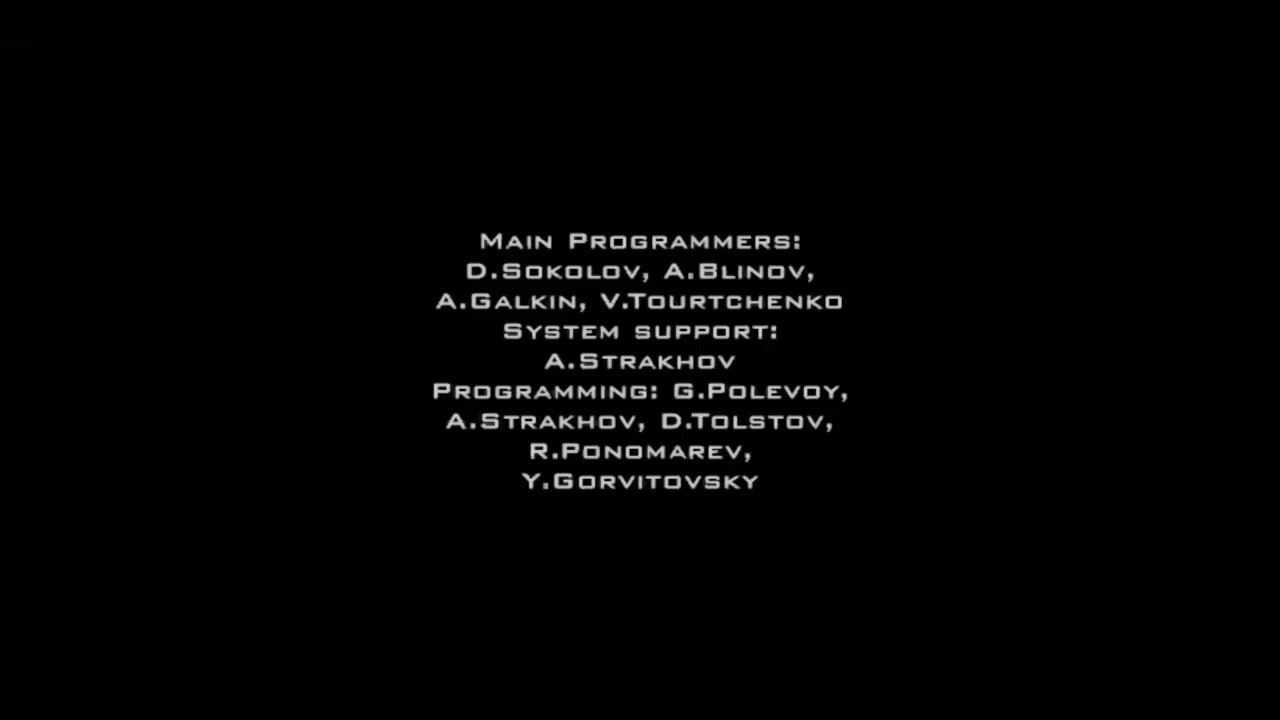 Main Programmers:
D.Sokolov, A.Blinov,
A.Galkin, V.Tourtchenko
System support:
A.Strakhov
Programming: G.Polevoy,
A.Strakhov, D.Tolstov,
R.Ponomarev,
Y.Gorvitovsky